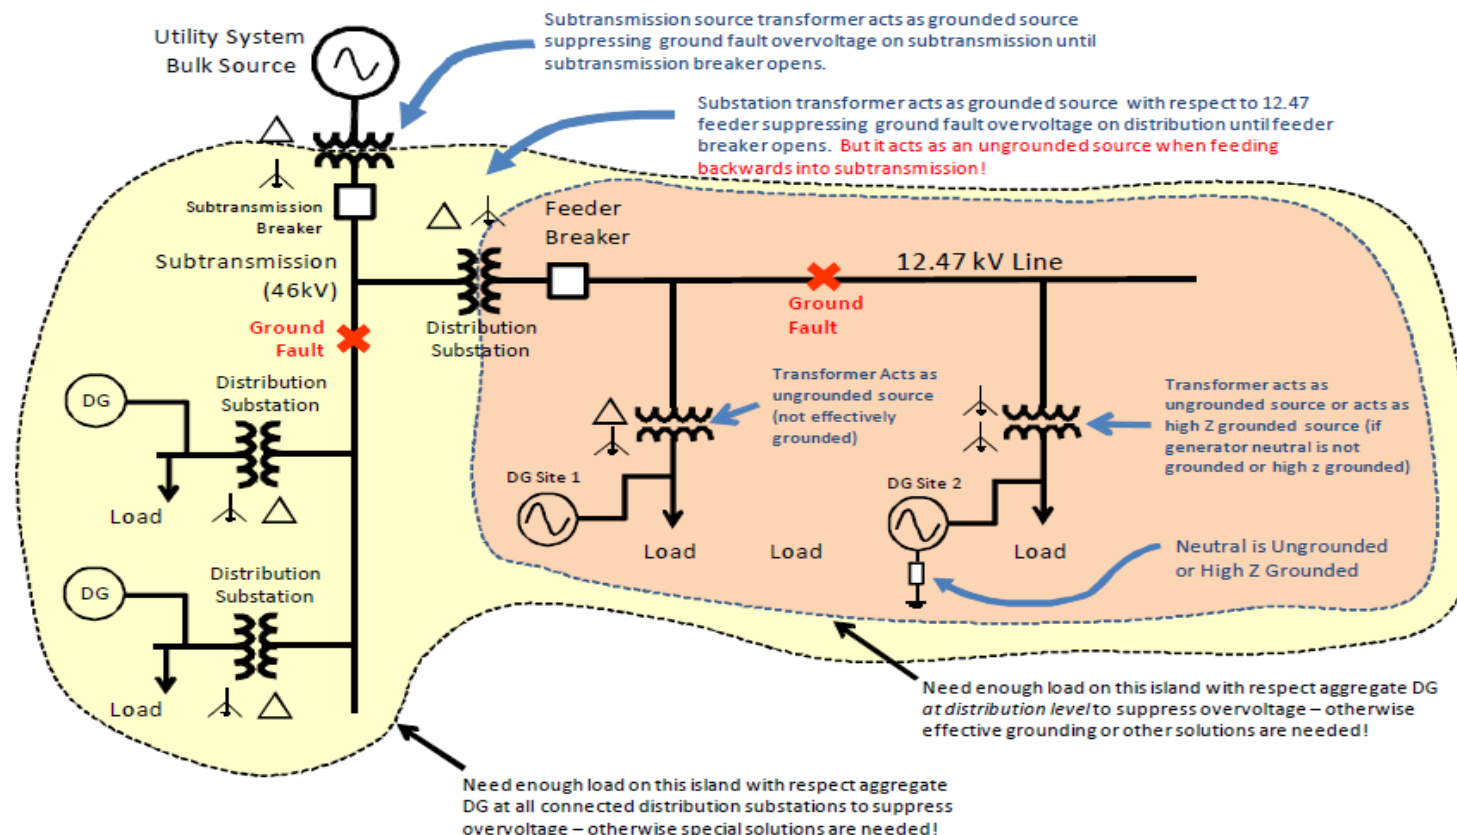 Utility System
Bulk Source
Subtransmission source transformer acts as grounded source
suppressing ground fault overvoltage on subtransmission until
subtransmission breaker opens.
Substation transformer acts as grounded source with respect to 12.47
feeder suppressing ground fault overvoltage on distribution until feeder
breaker opens. But it acts as an ungrounded source when feeding
backwards into subtransmission!
Subtransmission
Breaker
Feeder
Breaker
Subtransmission
(46kV)
12.47 kV Line
Ground
Fault
Ground
Fault
Distribution
Substation
Distribution
Substation
DG
Load
Transformer Acts as
ungrounded source
(not effectively
grounded)
Transformer acts as
ungrounded source or acts as
high Z grounded source (if
generator neutral is not
grounded or high z grounded)
DG Site 1
DG Site 2
Load
Load
Load
Neutral is Ungrounded
or High Z Grounded
Distribution
Substation
DG
Load
Need enough load on this island with respect aggregate DG
at distribution level to suppress overvoltage – otherwise
effective grounding or other solutions are needed!
Need enough load on this island with respect aggregate
DG at all connected distribution substations to suppress
overvoltage – otherwise special solutions are needed!